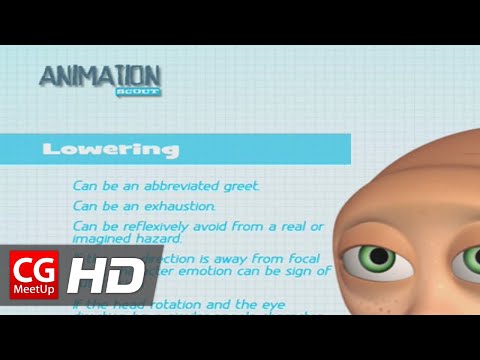 ANIMATION
SCOUT
Lowering
Can be an abbreviated greet.
Can be an exhaustion.
Can be reflexively avoid from a real or
imagined hazard.
direction is away from focal
emotion can be sign of
If the head rotation and the eye
CG
MeetUp
HD